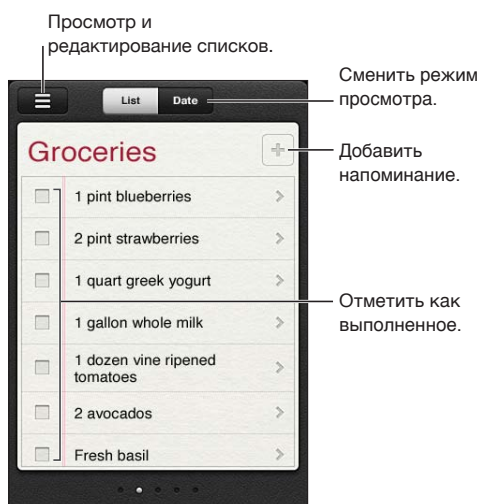 Просмотр и
редактирование списков.
Сменить режим
просмотра.
List Date
Groceries
Добавить
напоминание.
1 pint blueberries
2 pint strawberries
1 quart greek yogurt
Отметить как
выполненное.
1 gallon whole milk
1 dozen vine ripened
tomatoes
2 avocados
Fresh basil